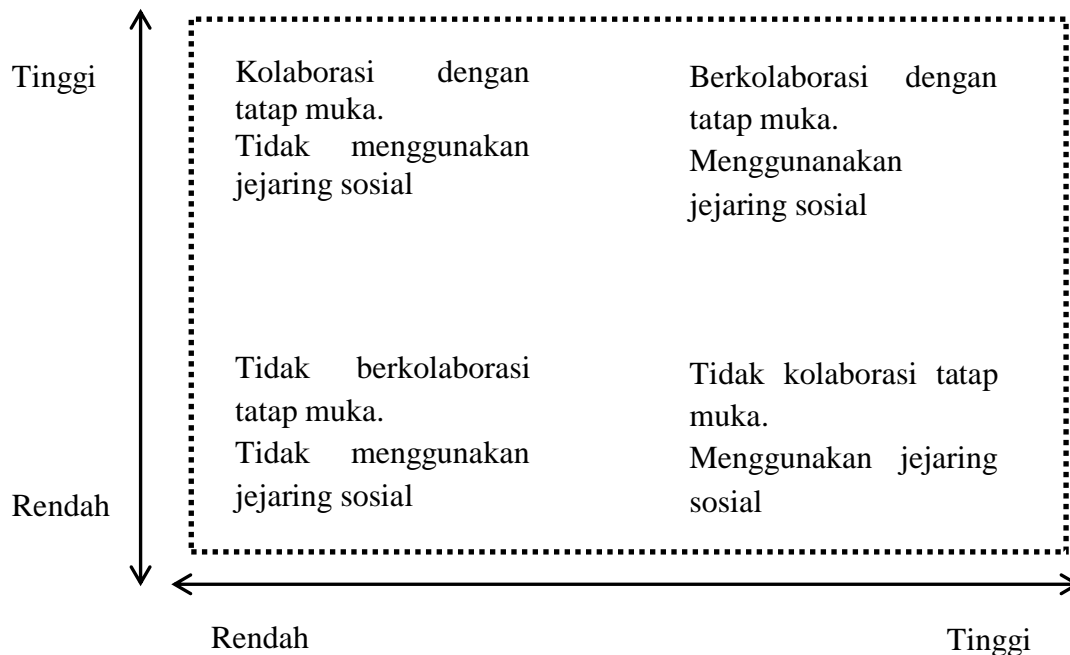 Tinggi
Kolaborasi dengan
tatap muka.
Tidak menggunakan
jejaring sosial
Berkolaborasi dengan
tatap muka.
Menggunanakan
jejaring sosial
Tidak berkolaborasi
tatap muka.
Tidak menggunakan
jejaring sosial
Tidak kolaborasi tatap
muka.
Menggunakan jejaring
sosial
Rendah
Rendah
Tinggi